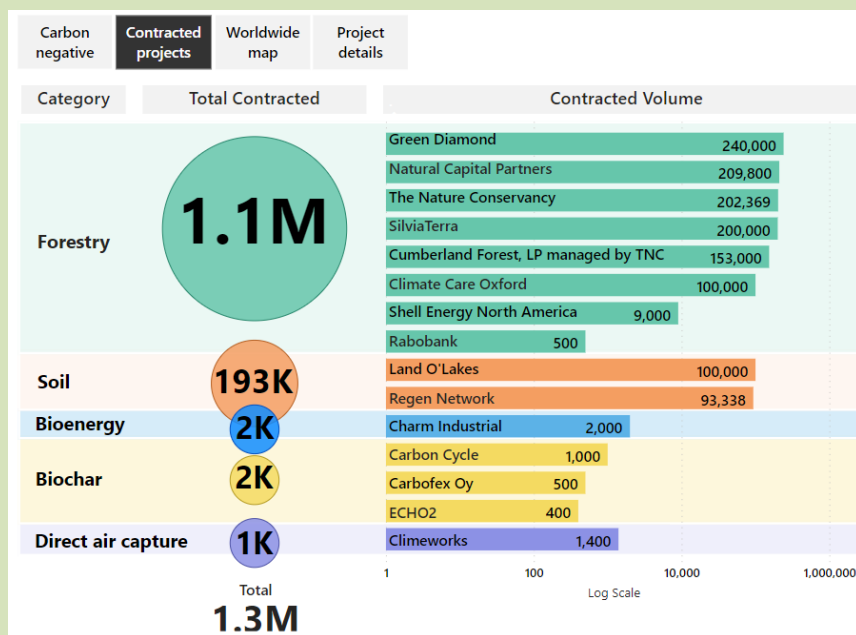 Carbon negative
Contracted projects
Worldwide map
Project details
Category
Total Contracted
Contracted Volume
Forestry
1.1M
Green Diamond 240,000
Natural Capital Partners 209,800
The Nature Conservancy 202,369
SilviaTerra 200,000
Cumberland Forest, LP managed by TNC 153,000
Climate Care Oxford 100,000
Shell Energy North America 9,000
Rabobank 500
Soil
193K
Land O'Lakes 100,000
Regen Network 93,338
Bioenergy
2K
Charm Industrial 2,000
Biochar
2K
Carbon Cycle 1,000
Carbofex Oy 500
ECHO2 400
Direct air capture
1K
Climeworks 1,400
1 100 10,000 1,000,000
Log Scale
Total
1.3M